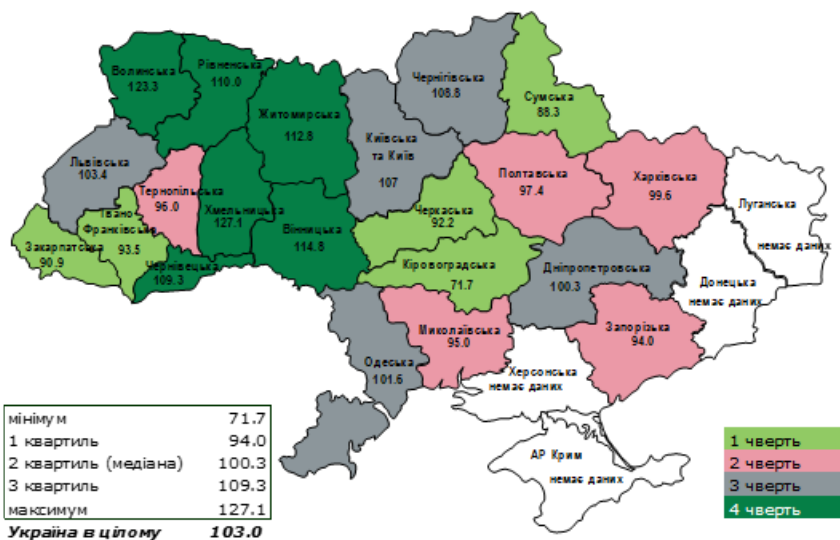 Волинська
123.3
Рівненська
110.0
Житомирська
112.8
Чернігівська
108.8
Сумська
88.3
Київська
та Київ
107
Львівська
103.4
Тернопільська
96.0
Хмельницька
127.1
Вінницька
114.8
Черкаська
92.2
Полтавська
97.4
Харківська
99.6
Луганська
немає даних
Закарпатська
90.9
Івано
Франківська
93.5
Чернівецька
109.3
Кіровоградська
71.7
Дніпропетровська
100.3
Донецька
немає даних
Миколаївська
95.0
Запорізька
94.0
Одеська
101.6
Херсонська
немає даних
АР Крим
немає даних
мінімум 71.7
1 квартиль 94.0
2 квартиль (медіана) 100.3
3 квартиль 109.3
максимум 127.1
Україна в цілому 103.0
1 чверть
2 чверть
3 чверть
4 чверть